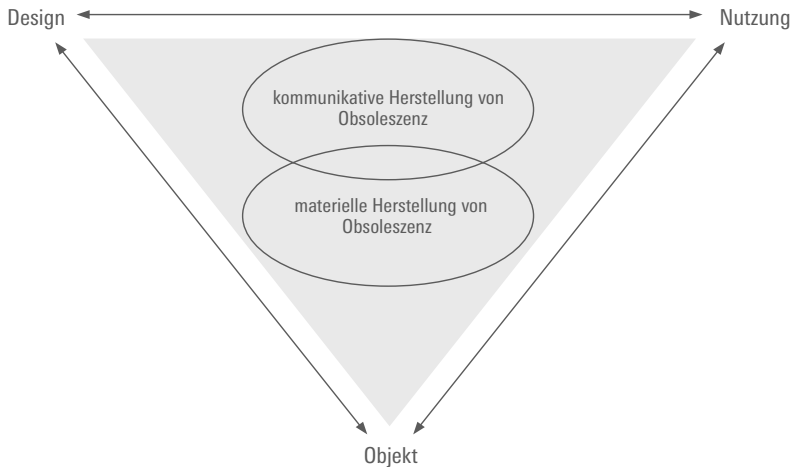 Design
Nutzung
kommunikative Herstellung von
Obsoleszenz
materielle Herstellung von
Obsoleszenz
Objekt